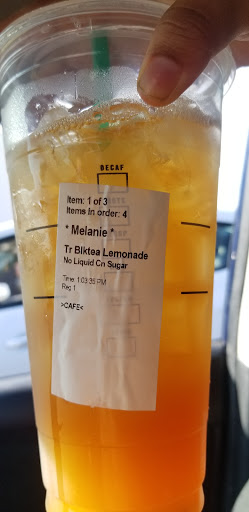 DECAF
Item: 1 of 3
Items in order: 4
* Melanie *
Tr Blktea Lemonade
No Liquid Cn Sugar
Time: 1:03:35 PM
Reg 1
>CAFE<